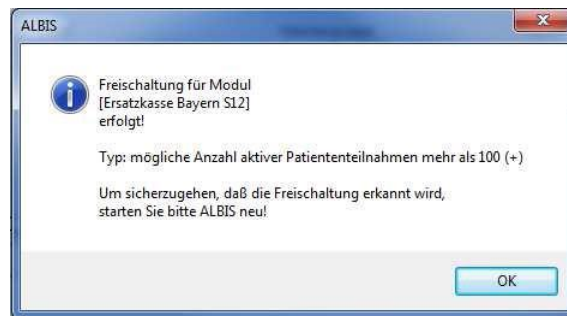 ALBIS
Freischaltung für Modul
[Ersatzkasse Bayern S12]
erfolgt!
Typ: mögliche Anzahl aktiver Patiententeilnahmen mehr als 100 (+)
Um sicherzugehen, daß die Freischaltung erkannt wird,
starten Sie bitte ALBIS neu!
OK